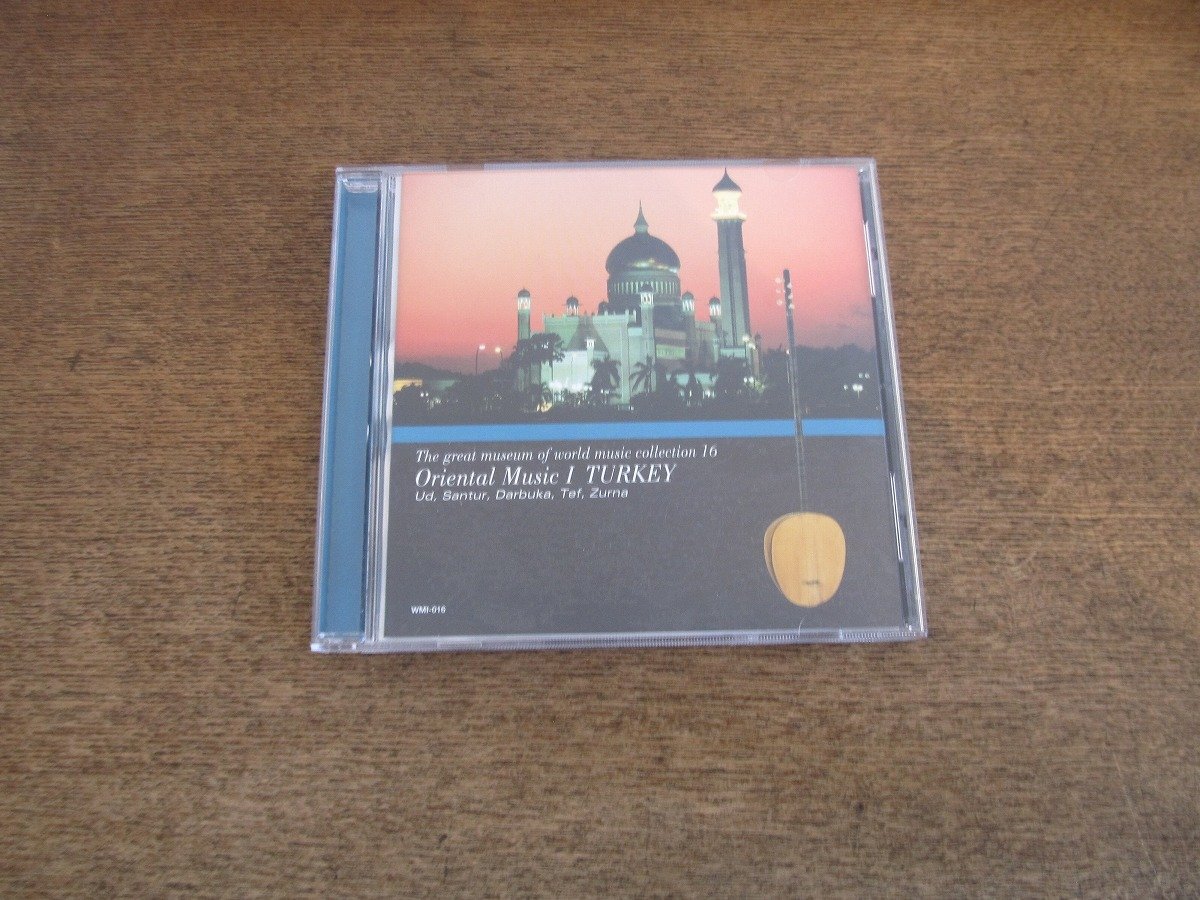 The great museum of world music collection 16
Oriental Music I TURKEY
Ud, Santur, Darbuka, Tef, Zurna
WMI-016